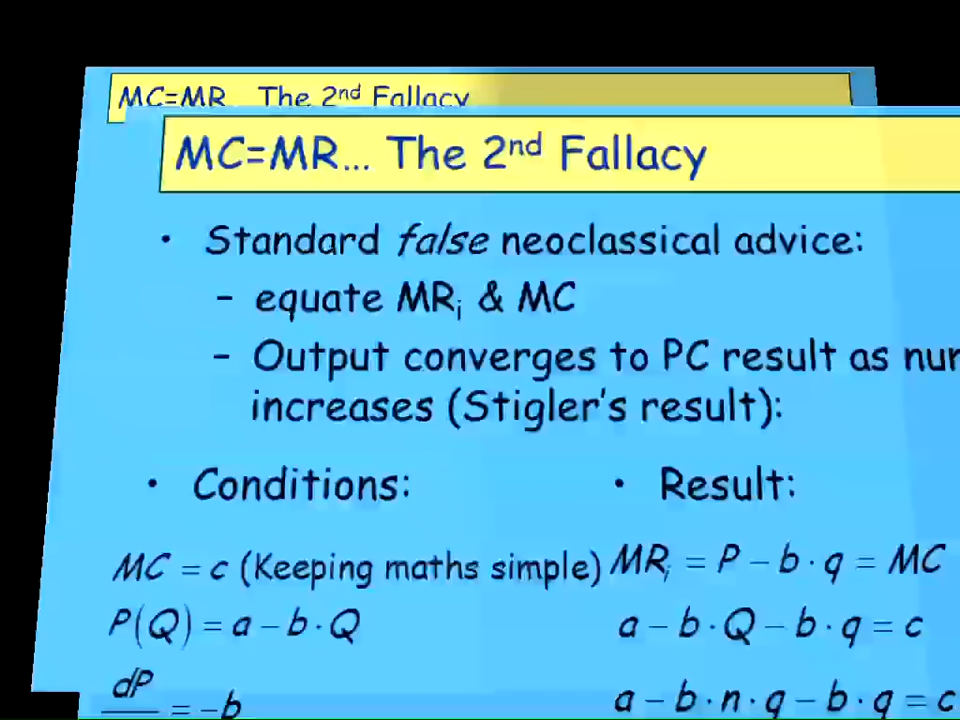 MC=MR... The 2nd Fallacy
MC=MR... The 2nd Fallacy
• Standard false neoclassical advice:
– equate MRi & MC
– Output converges to PC result as
increases (Stigler's result):
• Conditions:
• Result:
MC = c (Keeping maths simple)
MRi = P − b · q = MC
P(Q) = a − b · Q
a − b · Q − b · q = c
dP
= −b
a − b · n · q − b · q = c